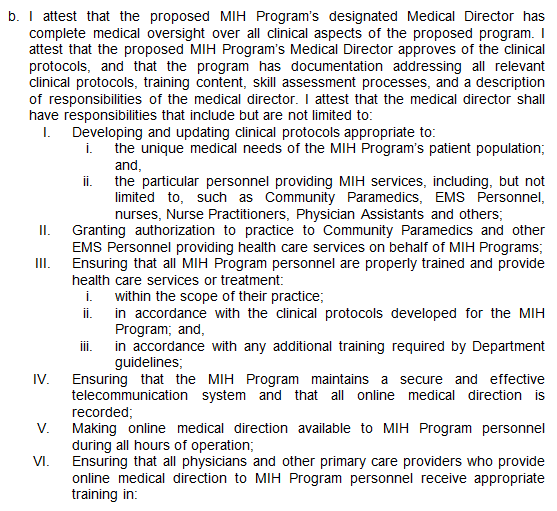 b. I attest that the proposed MIH Program's designated Medical Director has
complete medical oversight over all clinical aspects of the proposed program. I
attest that the proposed MIH Program's Medical Director approves of the clinical
protocols, and that the program has documentation addressing all relevant
clinical protocols, training content, skill assessment processes, and a description
of responsibilities of the medical director. I attest that the medical director shall
have responsibilities that include but are not limited to:
I. Developing and updating clinical protocols appropriate to:
i. the unique medical needs of the MIH Program's patient population;
and,
ii. the particular personnel providing MIH services, including, but not
limited to, such as Community Paramedics, EMS Personnel,
nurses, Nurse Practitioners, Physician Assistants and others;
II. Granting authorization to practice to Community Paramedics and other
EMS Personnel providing health care services on behalf of MIH Programs;
III. Ensuring that all MIH Program personnel are properly trained and provide
health care services or treatment:
i. within the scope of their practice;
ii. in accordance with the clinical protocols developed for the MIH
Program; and,
iii. in accordance with any additional training required by Department
guidelines;
IV. Ensuring that the MIH Program maintains a secure and effective
telecommunication system and that all online medical direction is
recorded;
V. Making online medical direction available to MIH Program personnel
during all hours of operation;
VI. Ensuring that all physicians and other primary care providers who provide
online medical direction to MIH Program personnel receive appropriate
training in: